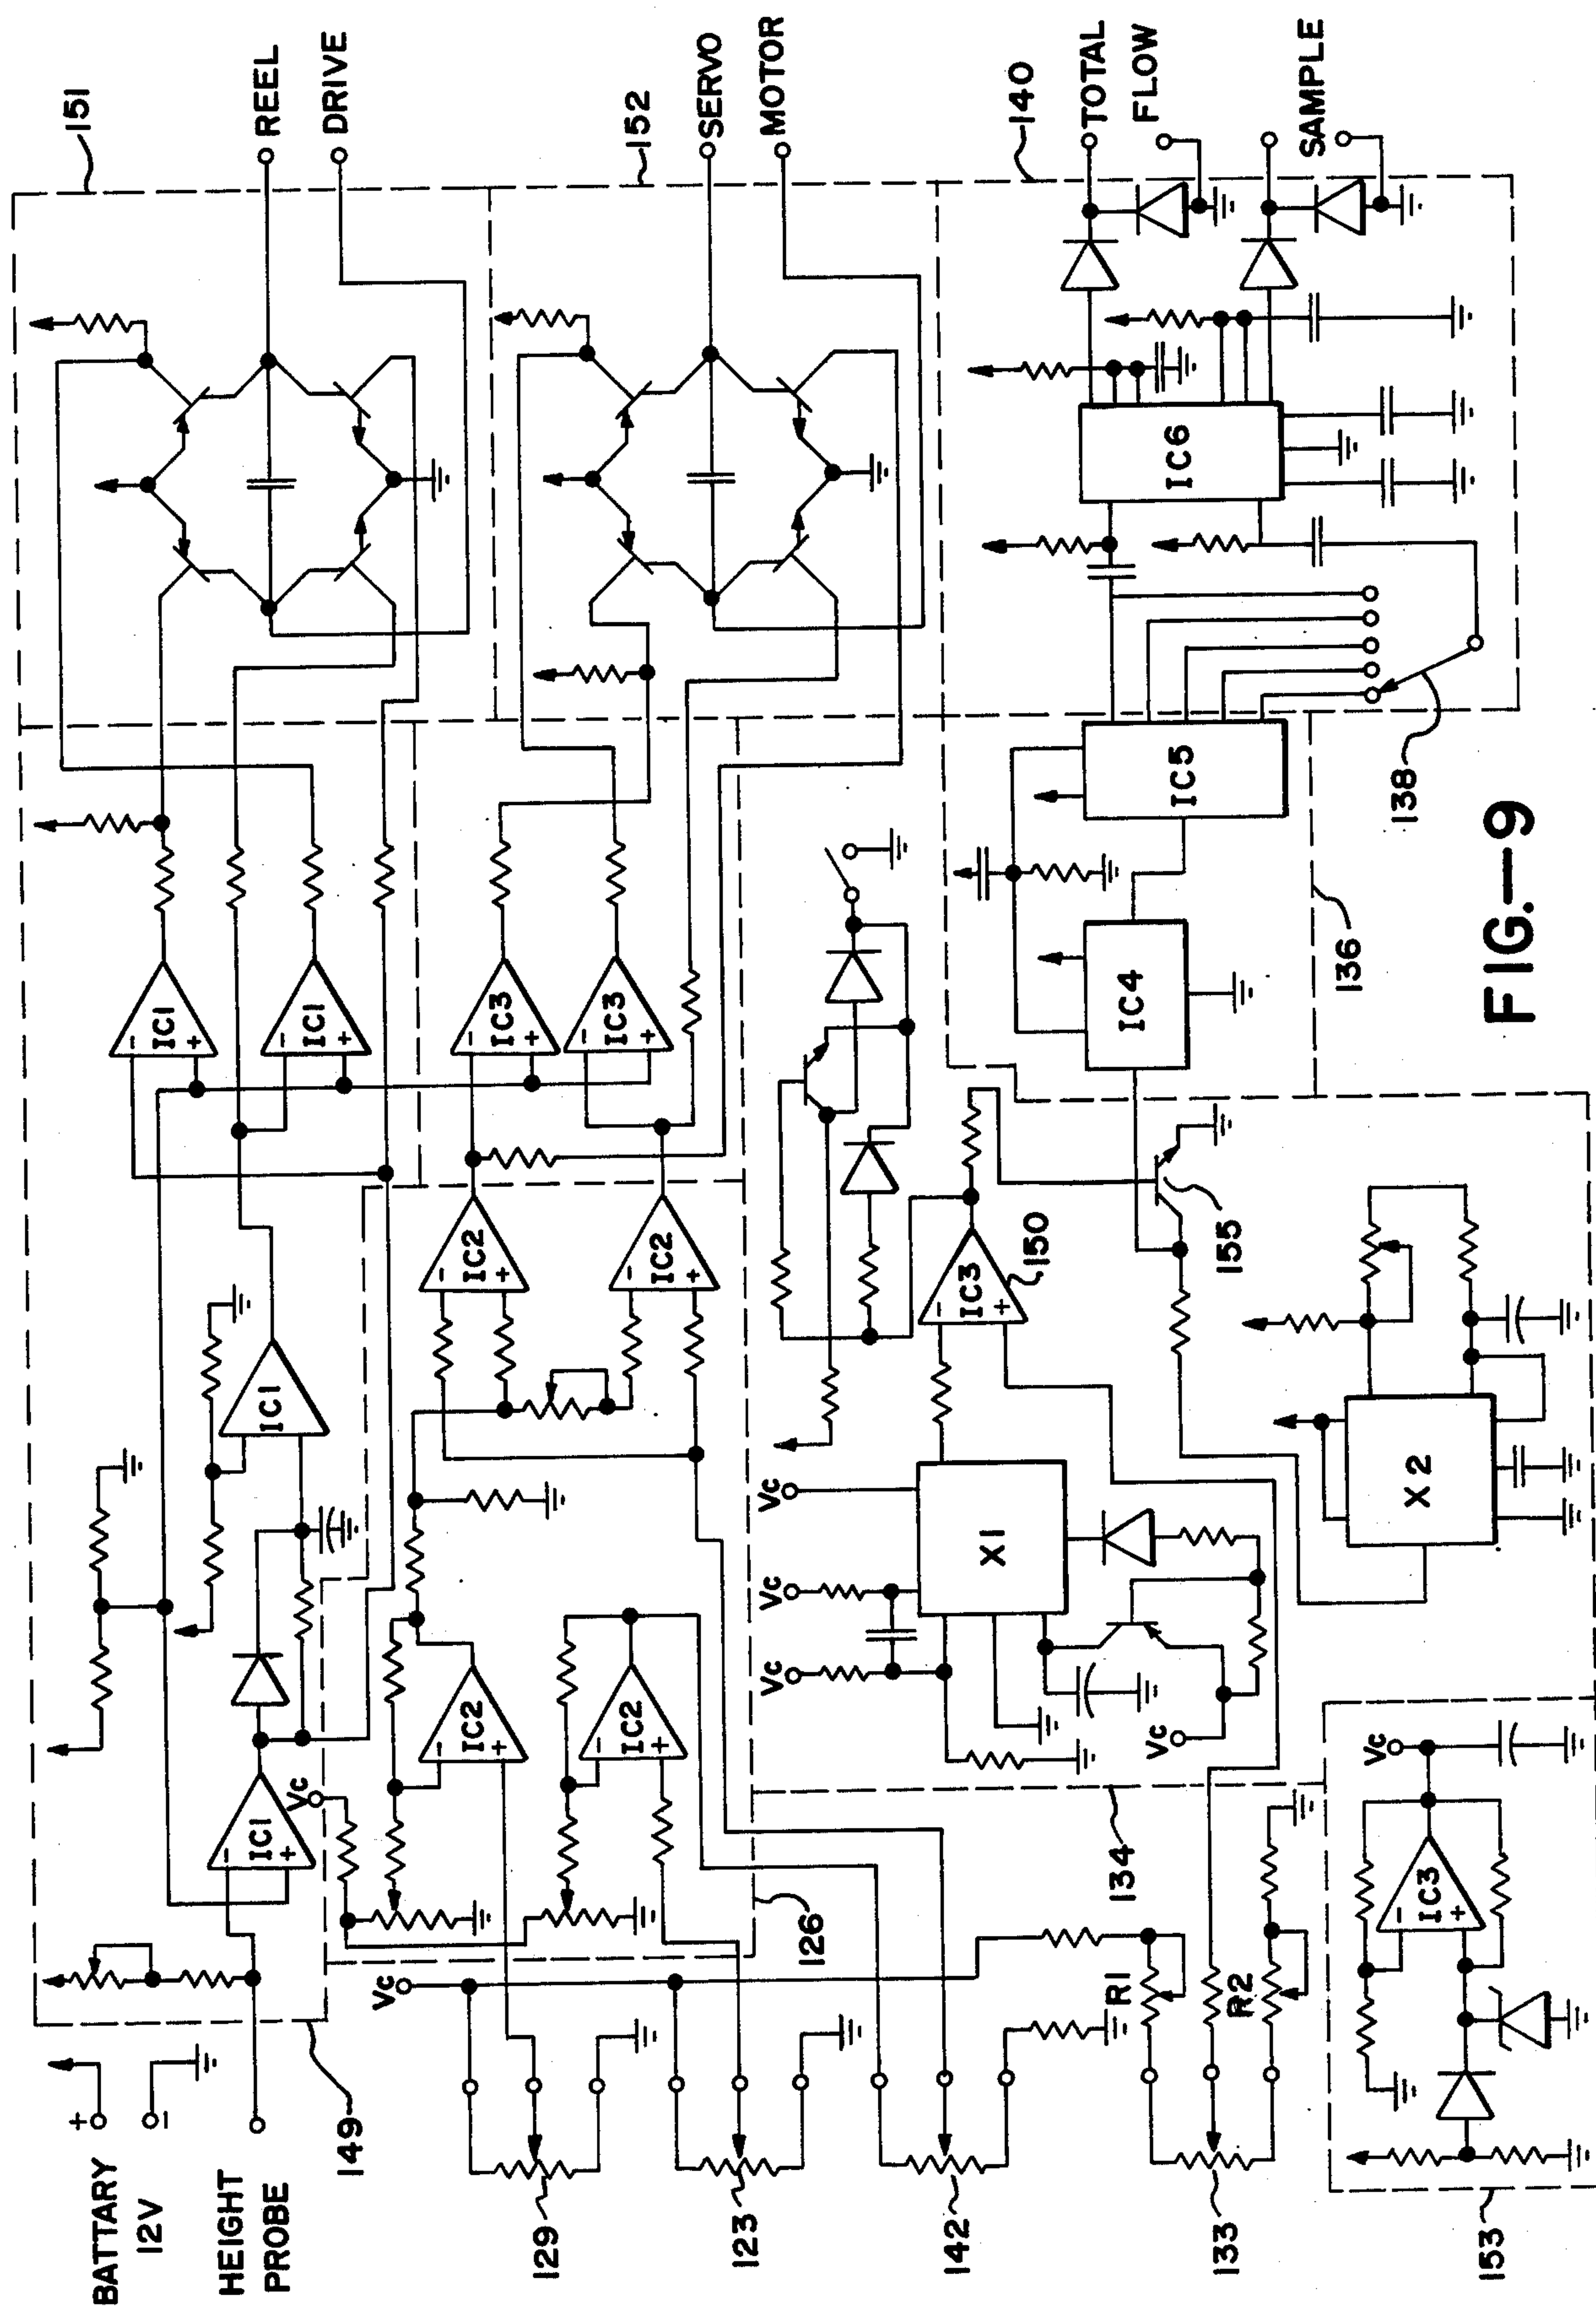 BATTARY
12V
+
−
HEIGHT
PROBE
149
129
123
142
133
153
126
134
136
138
140
150
151
152
155
REEL
DRIVE
SERVO
MOTOR
TOTAL
FLOW
SAMPLE
IC1
− +
IC1
IC1
− +
IC1
− +
IC2
− +
IC2
− +
IC2
− +
IC2
− +
IC3
− +
IC3
− +
IC3
− +
IC3
− +
IC4
IC5
IC6
X1
X2
R1
R2
Vc
Vc
Vc
Vc
Vc
Vc
Vc
FIG.—9